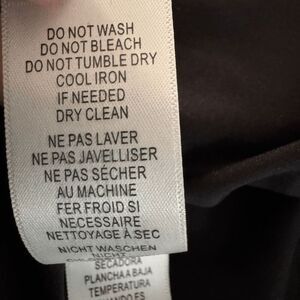 DO NOT WASH
DO NOT BLEACH
DO NOT TUMBLE DRY
COOL IRON
IF NEEDED
DRY CLEAN
NE PAS LAVER
NE PAS JAVELLISER
NE PAS SÉCHER
AU MACHINE
FER FROID SI
NECESSAIRE
NETTOYAGE À SEC
NICHT WASCHEN
NICHT
SECADORA
PLANCHA A BAJA
TEMPERATURA